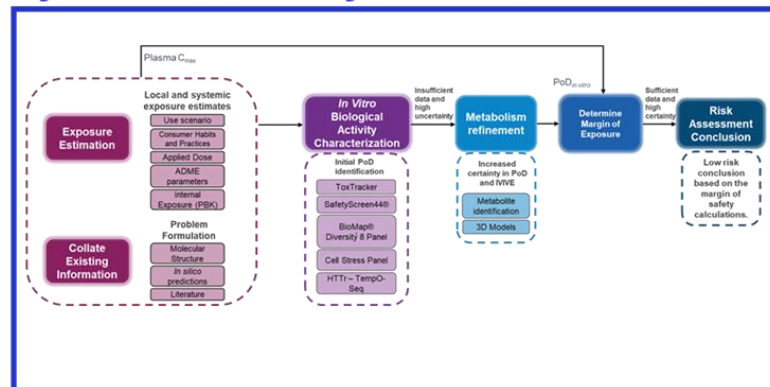 Plasma Cmax
Local and systemic
exposure estimates
Exposure
Estimation
Use scenario
Consumer Habits
and Practices
Applied Dose
ADME
parameters
Internal
Exposure (PBK)
Collate
Existing
Information
Problem
Formulation
Molecular
Structure
In silico
predictions
Literature
In Vitro
Biological
Activity
Characterization
Initial PoD
identification
ToxTracker
SafetyScreen44®
BioMap®
Diversity 8 Panel
Cell Stress Panel
HTTr – TempO-
Seq
Insufficient
data and
high
uncertainty
Metabolism
refinement
Increased
certainty in PoD
and IVIVE
Metabolite
identification
3D Models
PoDin vitro
Determine
Margin of
Exposure
Sufficient
data and
high
certainty
Risk
Assessment
Conclusion
Low risk
conclusion
based on the
margin of
safety
calculations.